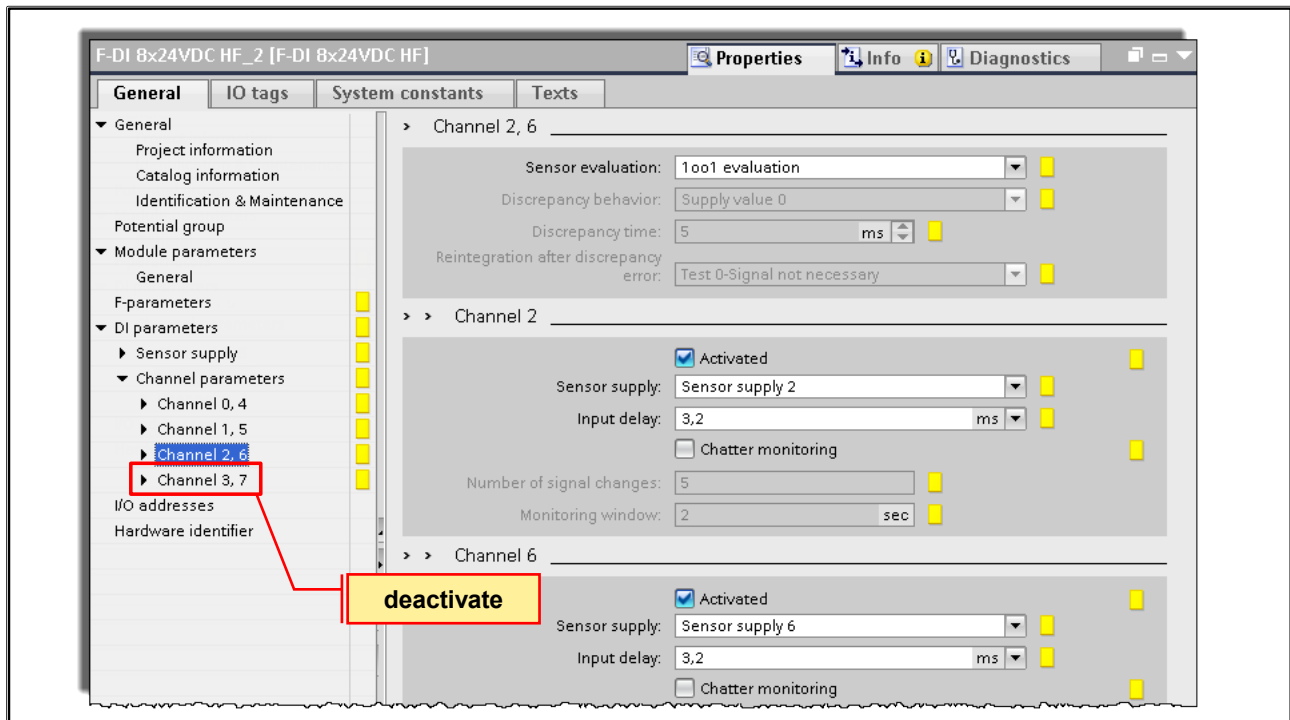 F-DI 8x24VDC HF_2 [F-DI 8x24VDC HF]
Properties
Info
Diagnostics
General
IO tags
System constants
Texts
General
Project information
Catalog information
Identification & Maintenance
Potential group
Module parameters
General
F-parameters
DI parameters
Sensor supply
Channel parameters
Channel 0, 4
Channel 1, 5
Channel 2, 6
Channel 3, 7
I/O addresses
Hardware identifier
deactivate
Channel 2, 6
Sensor evaluation: 1oo1 evaluation
Discrepancy behavior: Supply value 0
Discrepancy time: 5 ms
Reintegration after discrepancy
error: Test 0-Signal not necessary
Channel 2
Activated
Sensor supply: Sensor supply 2
Input delay: 3,2 ms
Chatter monitoring
Number of signal changes: 5
Monitoring window: 2 sec
Channel 6
Activated
Sensor supply: Sensor supply 6
Input delay: 3,2 ms
Chatter monitoring